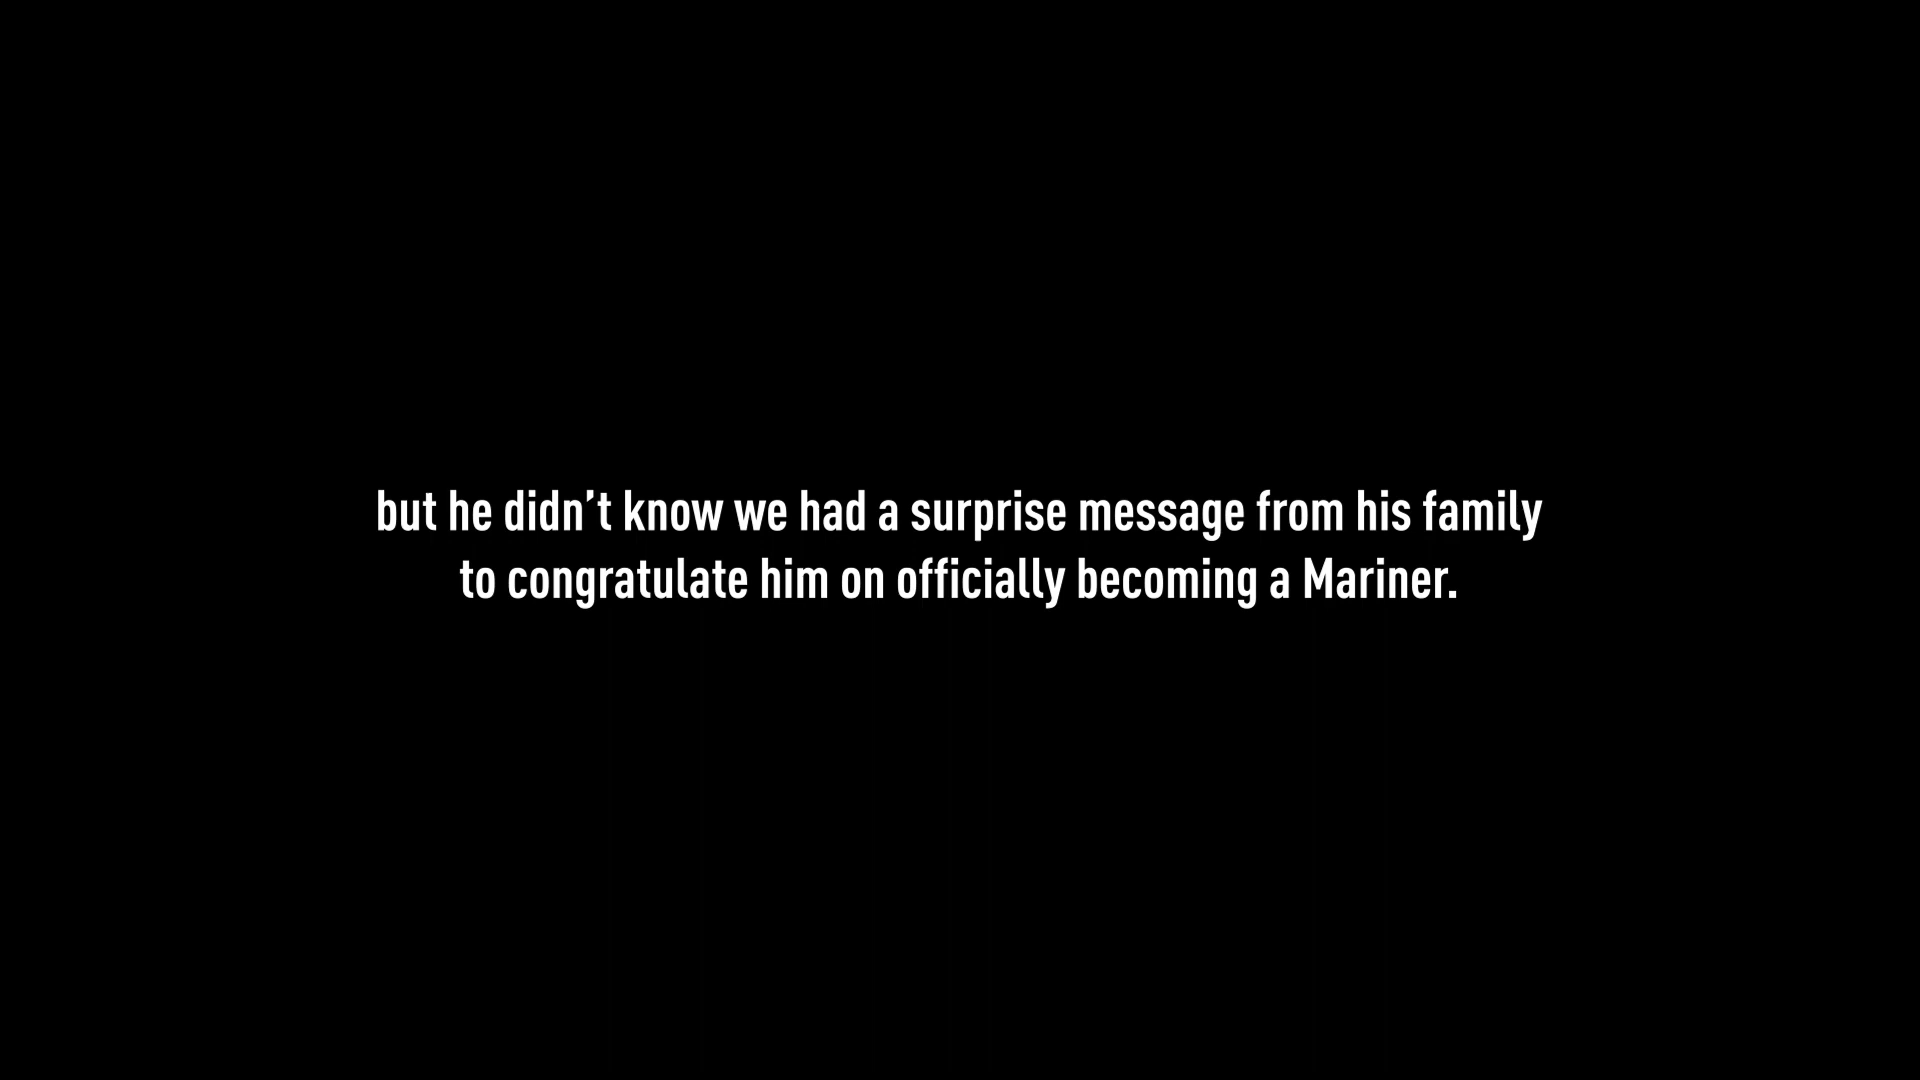 but he didn’t know we had a surprise message from his family
to congratulate him on officially becoming a Mariner.